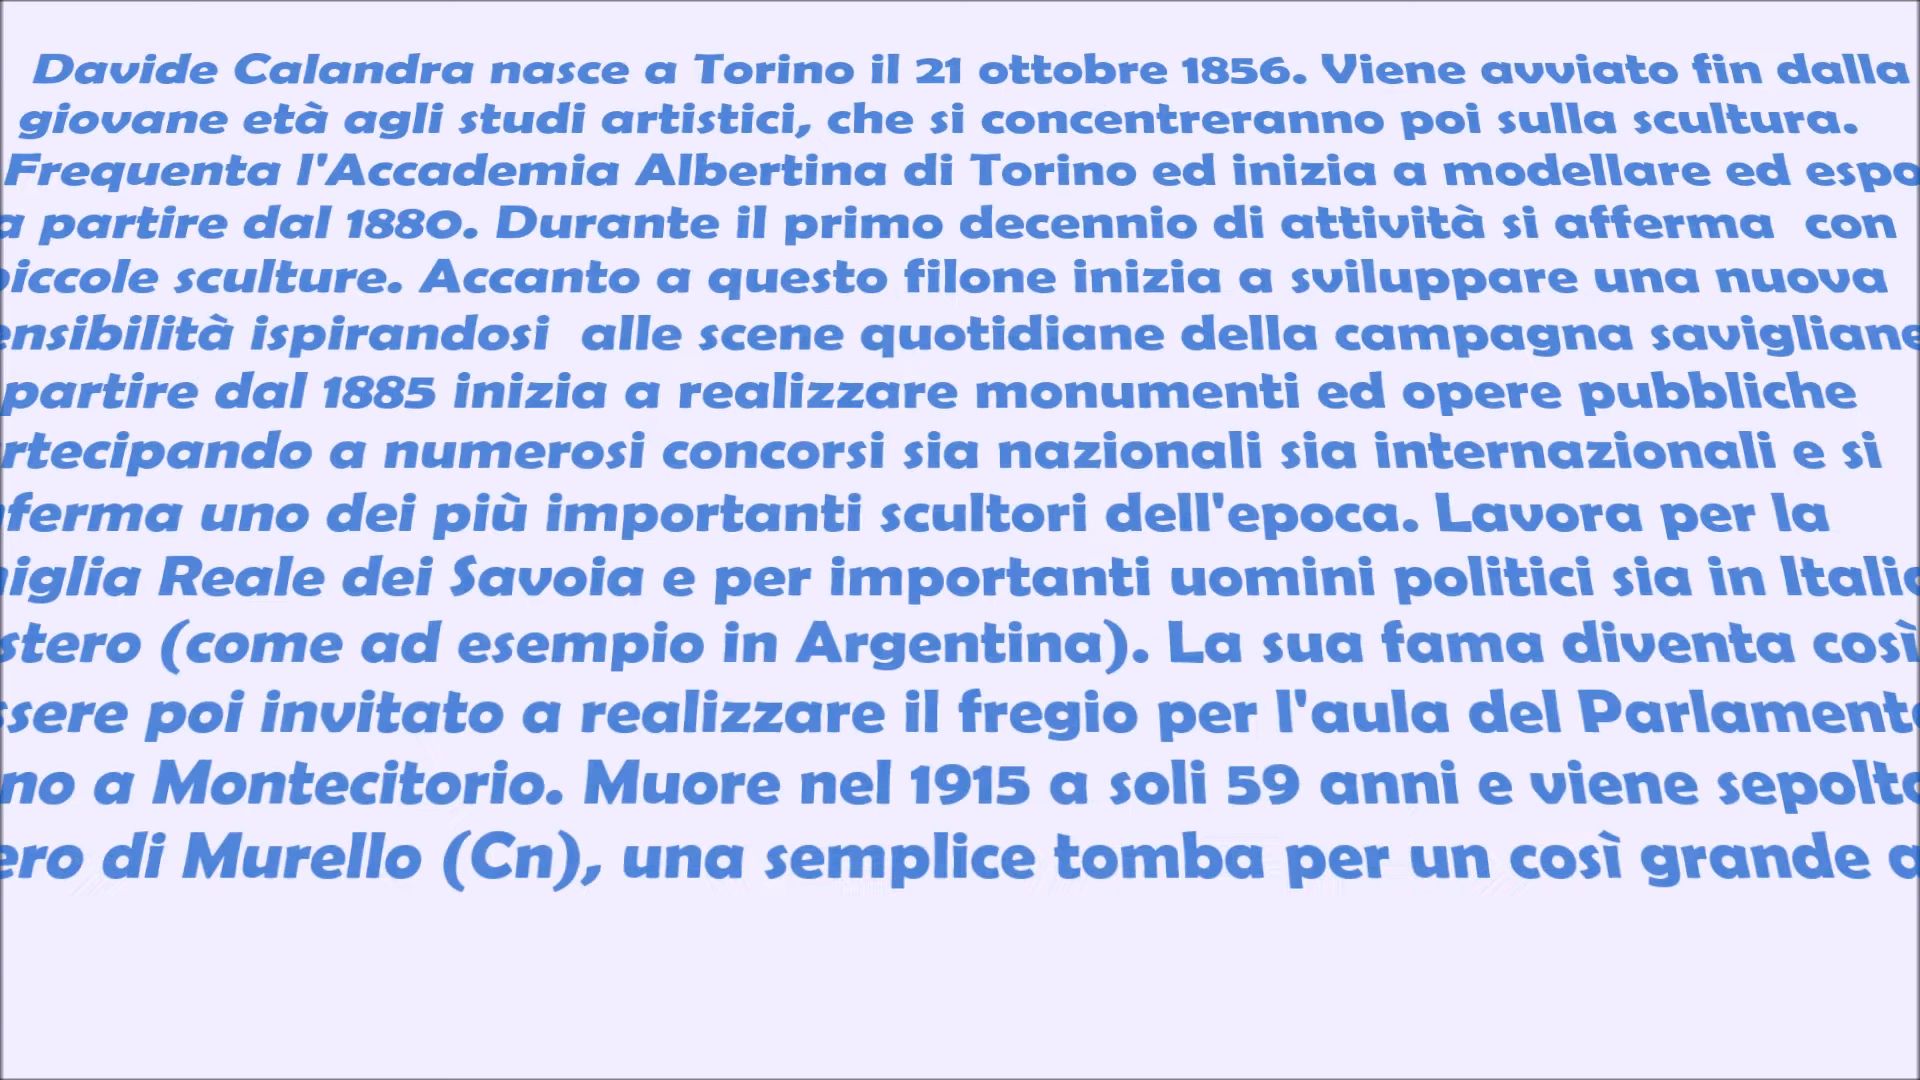 Davide Calandra nasce a Torino il 21 ottobre 1856. Viene avviato fin dalla
giovane età agli studi artistici, che si concentreranno poi sulla scultura.
Frequenta l'Accademia Albertina di Torino ed inizia a modellare ed espo
a partire dal 1880. Durante il primo decennio di attività si afferma con
piccole sculture. Accanto a questo filone inizia a sviluppare una nuova
ensibilità ispirandosi alle scene quotidiane della campagna savigliane
partire dal 1885 inizia a realizzare monumenti ed opere pubbliche
rtecipando a numerosi concorsi sia nazionali sia internazionali e si
ferma uno dei più importanti scultori dell'epoca. Lavora per la
iglia Reale dei Savoia e per importanti uomini politici sia in Italia
stero (come ad esempio in Argentina). La sua fama diventa così
ssere poi invitato a realizzare il fregio per l'aula del Parlamento
no a Montecitorio. Muore nel 1915 a soli 59 anni e viene sepolto
ero di Murello (Cn), una semplice tomba per un così grande a